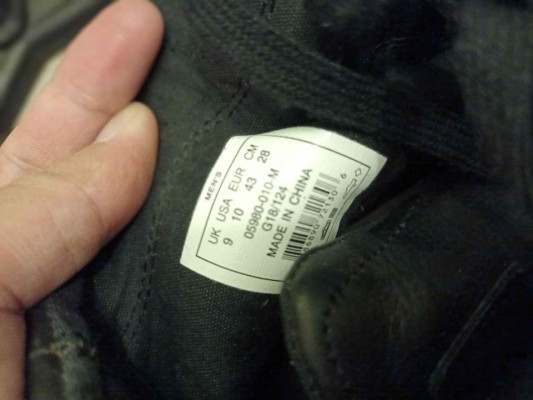 MEN'S
UK USA EUR CM
9 10 43 28
05980-010-M
G18/124
MADE IN CHINA